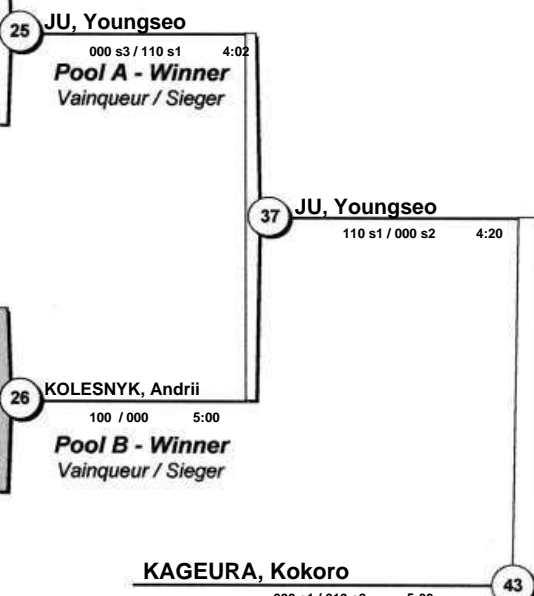 25
JU, Youngseo
000 s3 / 110 s1 4:02
Pool A - Winner
Vainqueur / Sieger
37
JU, Youngseo
110 s1 / 000 s2 4:20
26
KOLESNYK, Andrii
100 / 000 5:00
Pool B - Winner
Vainqueur / Sieger
KAGEURA, Kokoro
43